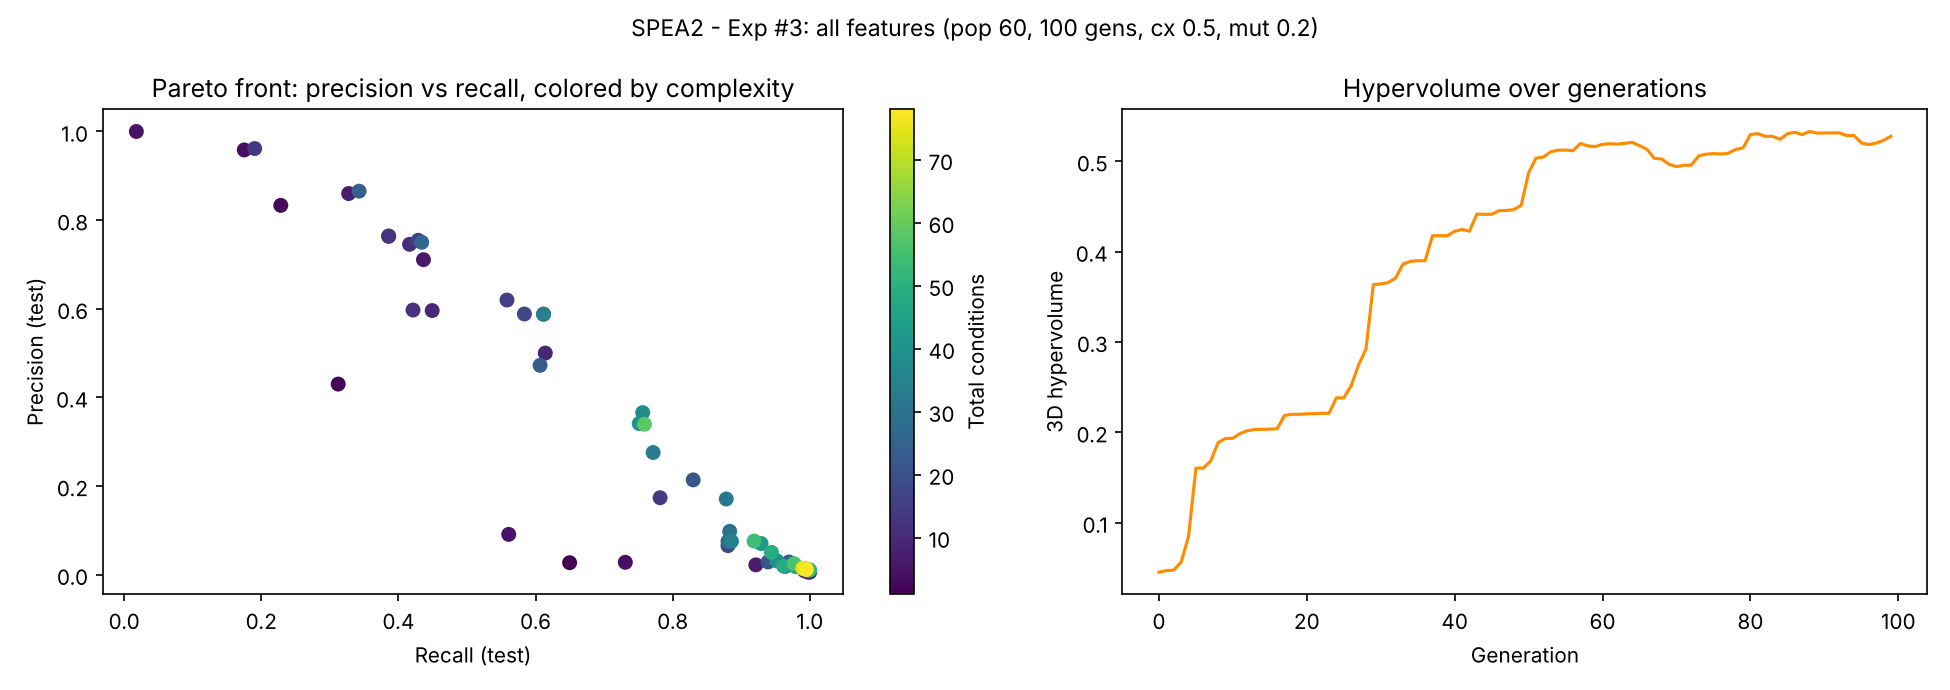 SPEA2 - Exp #3: all features (pop 60, 100 gens, cx 0.5, mut 0.2)
Pareto front: precision vs recall, colored by complexity
Precision (test)
1.0
0.8
0.6
0.4
0.2
0.0
0.0 0.2 0.4 0.6 0.8 1.0
Recall (test)
70
60
50
40
30
20
10
Total conditions
Hypervolume over generations
3D hypervolume
0.5
0.4
0.3
0.2
0.1
0 20 40 60 80 100
Generation